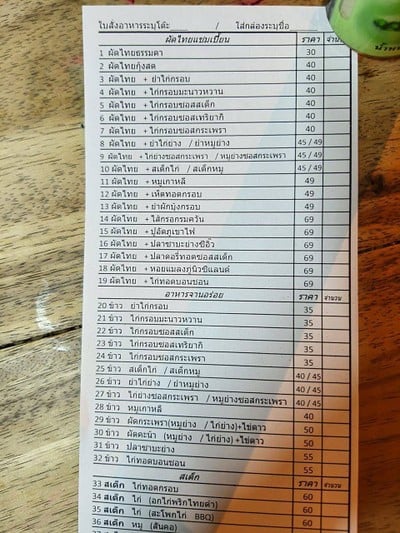 ใบสั่งอาหารระบุโต๊ะ____ / ใส่กล่องระบุชื่อ ____
ผัดไทยแชมเปี้ยน ราคา จำนวน
1 ผัดไทยธรรมดา 30
2 ผัดไทยกุ้งสด 40
3 ผัดไทย + ยำไก่กรอบ 40
4 ผัดไทย + ไก่กรอบมะนาวหวาน 40
5 ผัดไทย + ไก่กรอบซอสสเต็ก 40
6 ผัดไทย + ไก่กรอบซอสเทริยากิ 40
7 ผัดไทย + ไก่กรอบซอสกระเพรา 40
8 ผัดไทย + ยำไก่ย่าง / ยำหมูย่าง 45 / 49
9 ผัดไทย + ไก่ย่างซอสกระเพรา / หมูย่างซอสกระเพรา 45 / 49
10 ผัดไทย + สเต็กไก่ / สเต็กหมู 45 / 49
11 ผัดไทย + หมูเกาหลี 49
12 ผัดไทย + เห็ดทอดกรอบ 49
13 ผัดไทย + ยำผักบุ้งกรอบ 49
14 ผัดไทย + ไส้กรอกรมควัน 69
15 ผัดไทย + ปูอัดภูเขาไฟ 69
16 ผัดไทย + ปลาซาบะย่างซีอิ๊ว 69
17 ผัดไทย + ปลาดอรี่ทอดซอสสเต็ก 69
18 ผัดไทย + หอยแมลงภู่นิวซีแลนด์ 69
19 ผัดไทย + ไก่ทอดบอนชอน 69
อาหารจานอร่อย ราคา จำนวน
20 ข้าว ยำไก่กรอบ 35
21 ข้าว ไก่กรอบมะนาวหวาน 35
22 ข้าว ไก่กรอบซอสสเต็ก 35
23 ข้าว ไก่กรอบซอสเทริยากิ 35
24 ข้าว ไก่กรอบซอสกระเพรา 35
25 ข้าว สเต็กไก่ / สเต็กหมู 40 / 45
26 ข้าว ยำไก่ย่าง / ยำหมูย่าง 40 / 45
27 ข้าว ไก่ย่างซอสกระเพรา / หมูย่างซอสกระเพรา 40 / 45
28 ข้าว หมูเกาหลี 40
29 ข้าว ผัดกระเพรา(หมูย่าง / ไก่ย่าง)+ไข่ดาว 50
30 ข้าว ผัดคะน้า (หมูย่าง / ไก่ย่าง) +ไข่ดาว 50
31 ข้าว ปลาซาบะย่าง 55
32 ข้าว ไก่ทอดบอนชอน 55
สเต็ก ราคา จำนวน
33 สเต็ก ไก่ทอดกรอบ 60
34 สเต็ก ไก่ (อกไก่พริกไทยดำ) 60
35 สเต็ก ไก่ (สะโพกไก่ BBQ) 60
36 สเต็ก หมู (สันคอ)